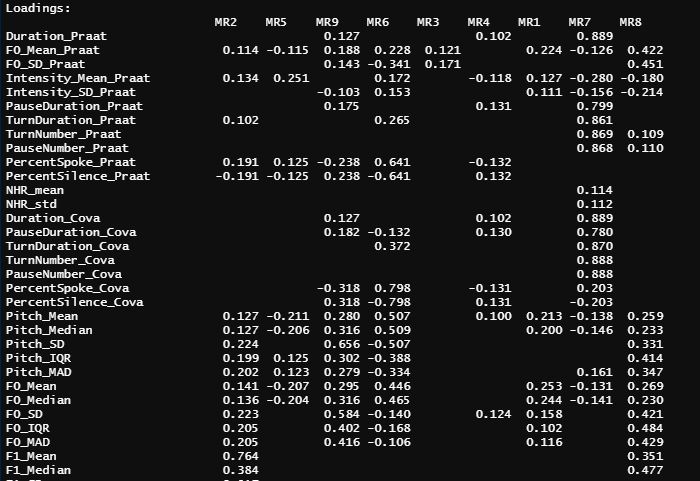 Loadings:
MR2 MR5 MR9 MR6 MR3 MR4 MR1 MR7 MR8
Duration_Praat 0.127 0.102 0.889
F0_Mean_Praat 0.114 -0.115 0.188 0.228 0.121 0.224 -0.126 0.422
F0_SD_Praat 0.143 -0.341 0.171 0.451
Intensity_Mean_Praat 0.134 0.251 0.172 -0.118 0.127 -0.280 -0.180
Intensity_SD_Praat -0.103 0.153 0.111 -0.156 -0.214
PauseDuration_Praat 0.175 0.131 0.799
TurnDuration_Praat 0.102 0.265 0.861
TurnNumber_Praat 0.869 0.109
PauseNumber_Praat 0.868 0.110
PercentSpoke_Praat 0.191 0.125 -0.238 0.641 -0.132
PercentSilence_Praat -0.191 -0.125 0.238 -0.641 0.132
NHR_mean 0.114
NHR_std 0.112
Duration_Cova 0.127 0.102 0.889
PauseDuration_Cova 0.182 -0.132 0.130 0.780
TurnDuration_Cova 0.372 0.870
TurnNumber_Cova 0.888
PauseNumber_Cova 0.888
PercentSpoke_Cova -0.318 0.798 -0.131 0.203
PercentSilence_Cova 0.318 -0.798 0.131 -0.203
Pitch_Mean 0.127 -0.211 0.280 0.507 0.100 0.213 -0.138 0.259
Pitch_Median 0.127 -0.206 0.316 0.509 0.200 -0.146 0.233
Pitch_SD 0.224 0.656 -0.507 0.331
Pitch_IQR 0.199 0.125 0.302 -0.388 0.414
Pitch_MAD 0.202 0.123 0.279 -0.334 0.161 0.347
F0_Mean 0.141 -0.207 0.295 0.446 0.253 -0.131 0.269
F0_Median 0.136 -0.204 0.316 0.465 0.244 -0.141 0.230
F0_SD 0.223 0.584 -0.140 0.124 0.158 0.421
F0_IQR 0.205 0.402 -0.168 0.102 0.484
F0_MAD 0.205 0.416 -0.106 0.116 0.429
F1_Mean 0.764 0.351
F1_Median 0.384 0.477